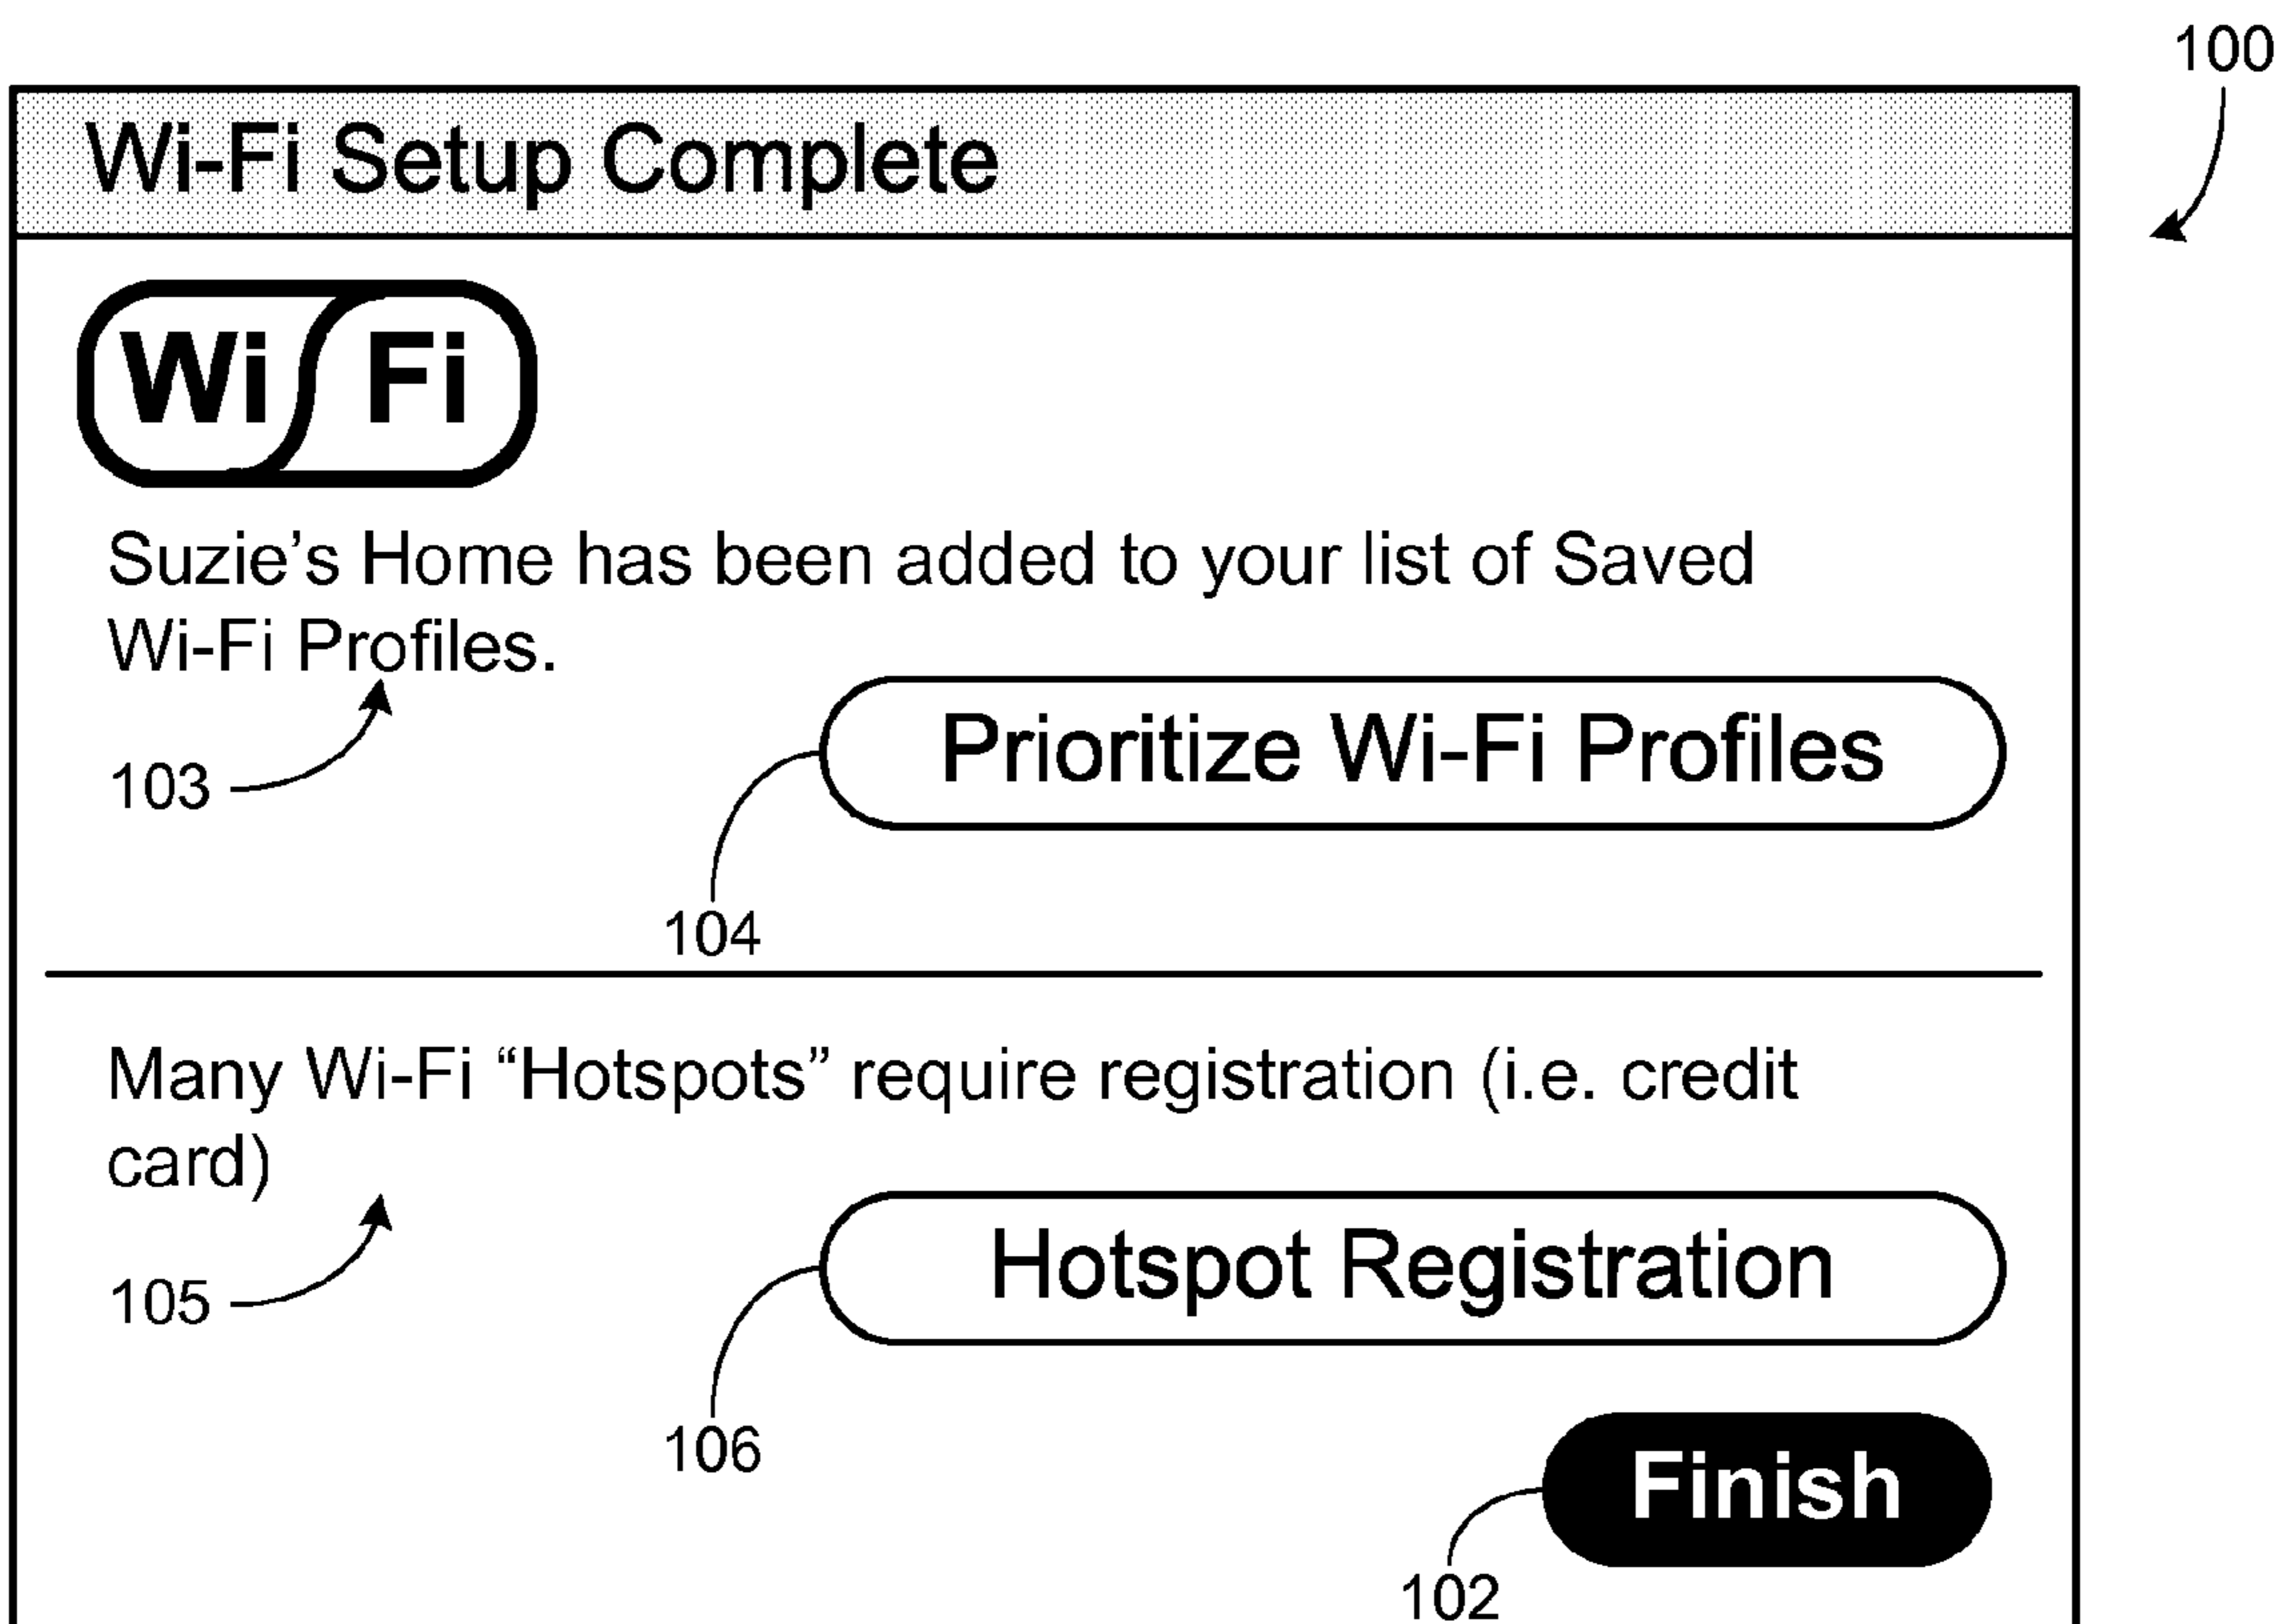 100
Wi-Fi Setup Complete
Wi Fi
Suzie’s Home has been added to your list of Saved
Wi-Fi Profiles.
Prioritize Wi-Fi Profiles
103
104
Many Wi-Fi “Hotspots” require registration (i.e. credit
card)
Hotspot Registration
105
106
Finish
102